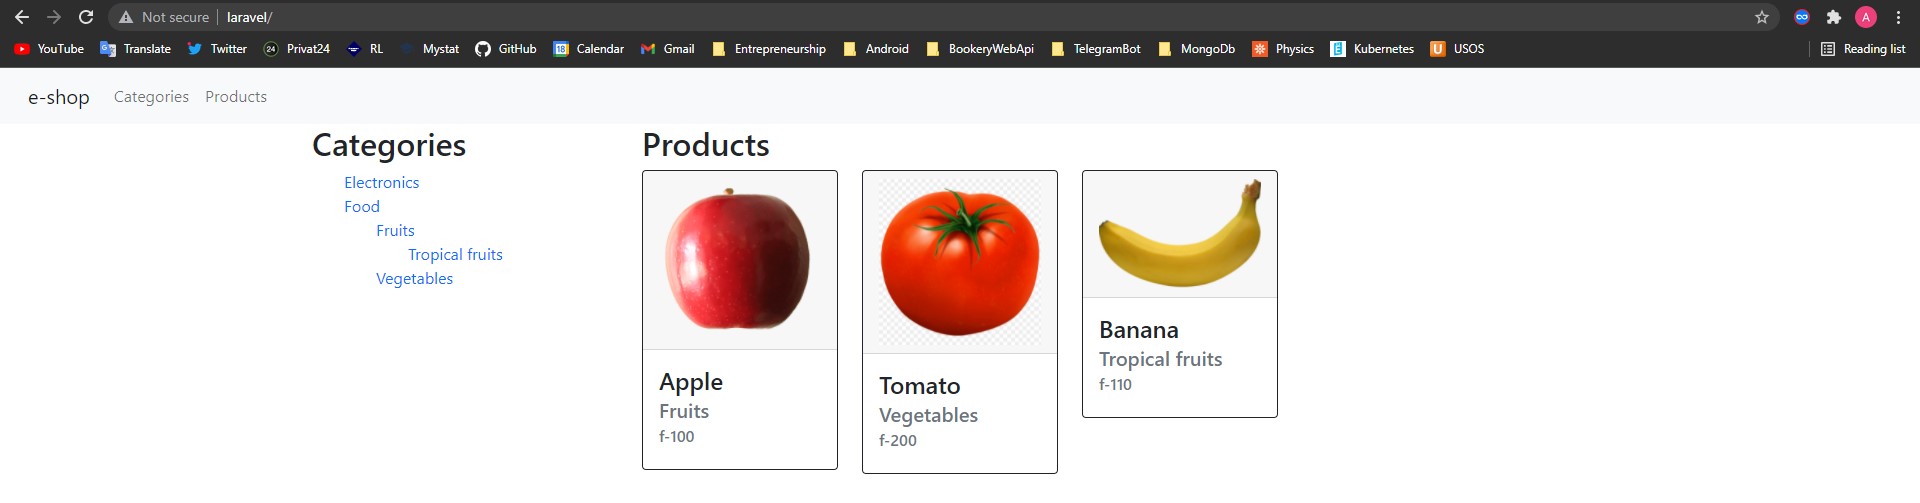 Not secure laravel/
YouTube Translate Twitter 24 Privat24 RL Mystat GitHub 18 Calendar Gmail Entrepreneurship Android BookeryWebApi TelegramBot MongoDb Physics Kubernetes USOS Reading list
A
e-shop Categories Products
Categories
Electronics
Food
Fruits
Tropical fruits
Vegetables
Products
Apple
Fruits
f-100
Tomato
Vegetables
f-200
Banana
Tropical fruits
f-110